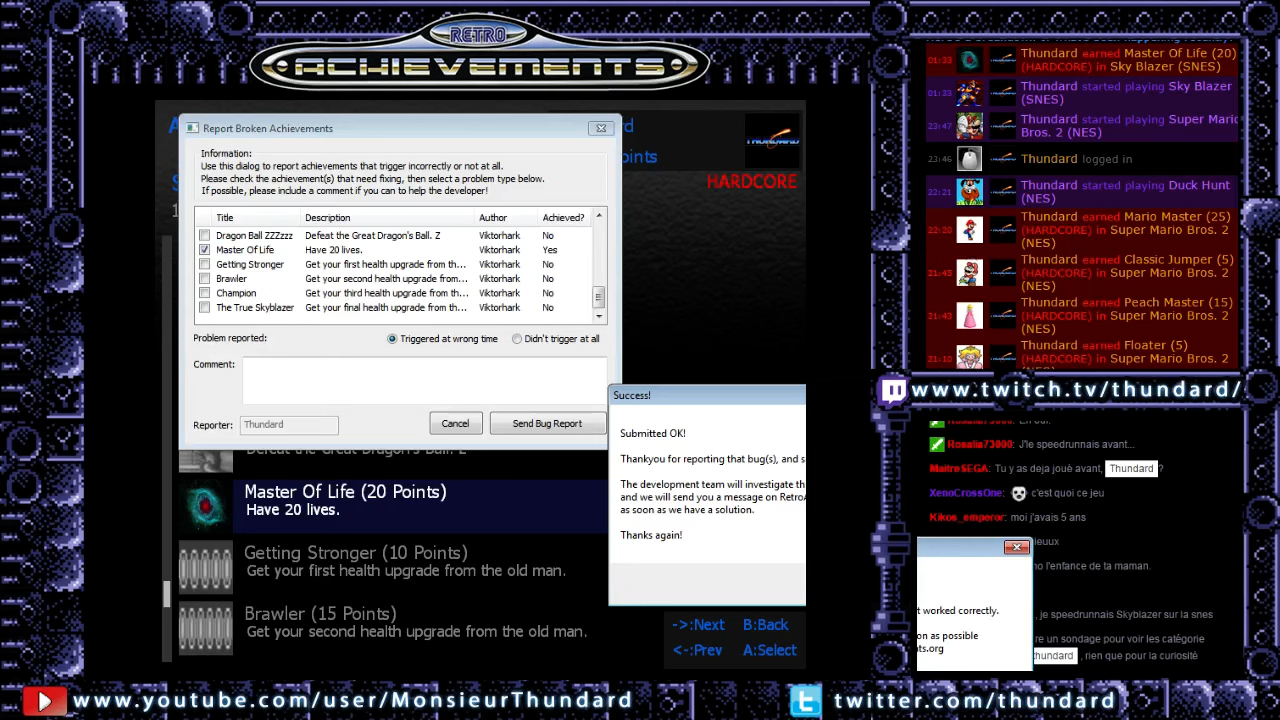 RETRO
ACHIEVEMENTS
Report Broken Achievements
Information:
Use this dialog to report achievements that trigger incorrectly or not at all.
Please check the achievement(s) that need fixing, then select a problem type below.
If possible, please include a comment if you can to help the developer!
Title Description Author Achieved?
Dragon Ball ZZzzz Defeat the Great Dragon's Ball. Z Viktorhark No
Master Of Life Have 20 lives. Viktorhark Yes
Getting Stronger Get your first health upgrade from th... Viktorhark No
Brawler Get your second health upgrade from... Viktorhark No
Champion Get your third health upgrade from th... Viktorhark No
The True Skyblazer Get your final health upgrade from th... Viktorhark No
Problem reported: Triggered at wrong time Didn't trigger at all
Comment:
Reporter: Thundard Cancel Send Bug Report
HARDCORE
Success!
Submitted OK!
Thankyou for reporting that bug(s), and s
The development team will investigate th
and we will send you a message on RetroA
as soon as we have a solution.
Thanks again!
Master Of Life (20 Points)
Have 20 lives.
Getting Stronger (10 Points)
Get your first health upgrade from the old man.
Brawler (15 Points)
Get your second health upgrade from the old man.
->:Next B:Back
<-:Prev A:Select
01:33 Thundard earned Master Of Life (20)
(HARDCORE) in
Sky Blazer (SNES)
01:33 Thundard started playing Sky Blazer
(SNES)
23:47 Thundard started playing Super Mario
Bros. 2 (NES)
23:46 Thundard logged in
22:21 Thundard started playing Duck Hunt
(NES)
22:20 Thundard earned Mario Master (25)
(HARDCORE) in Super Mario Bros. 2
(NES)
21:45 Thundard earned Classic Jumper (5)
(HARDCORE) in Super Mario Bros. 2
(NES)
21:43 Thundard earned Peach Master (15)
(HARDCORE) in Super Mario Bros. 2
(NES)
21:10 Thundard earned Floater (5)
(HARDCORE) in Super Mario Bros. 2
www.twitch.tv/thundard/
Rosalia73000: J'le speedrunnais avant...
MaitreSEGA: Tu y as deja joué avant, Thundard ?
XenoCrossOne: c'est quoi ce jeu
Kikos_emperor: moi j'avais 5 ans
ieux
o l'enfance de ta maman.
t worked correctly.
, je speedrunnais Skyblazer sur la snes
on as possible
re un sondage pour voir les catégorie
nts.org
hundard , rien que pour la curiosité
www.youtube.com/user/MonsieurThundard
twitter.com/thundard